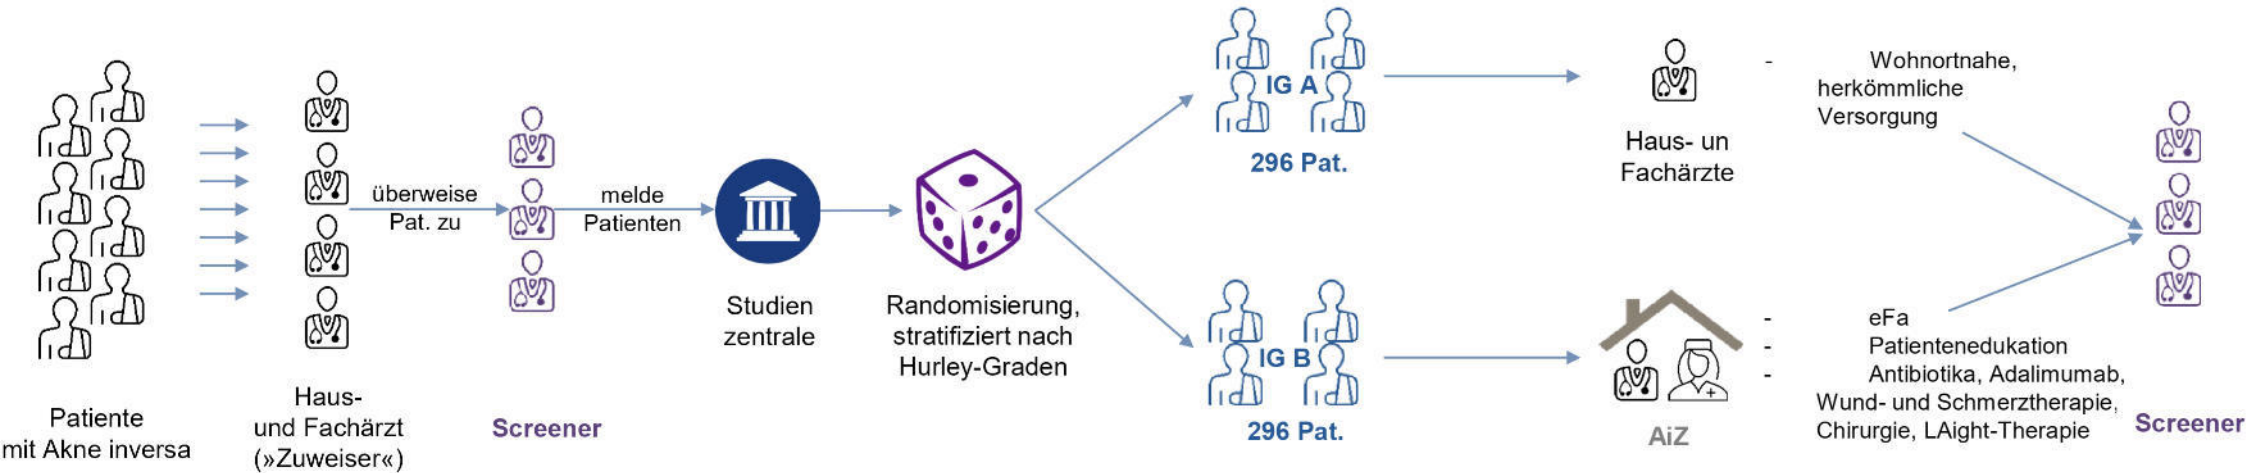 Patiente
mit Akne inversa
Haus-
und Fachärzt
(»Zuweiser«)
überweise
Pat. zu
Screener
melde
Patienten
Studien
zentrale
Randomisierung,
stratifiziert nach
Hurley-Graden
IG A
296 Pat.
IG B
296 Pat.
Haus- un
Fachärzte
- Wohnortnahe,
herkömmliche
Versorgung
AiZ
- eFa
- Patientenedukation
- Antibiotika, Adalimumab,
Wund- und Schmerztherapie,
Chirurgie, LAight-Therapie
Screener